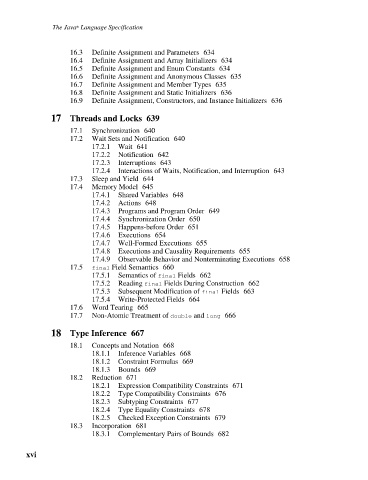 The Java® Language Specification
16.3 Definite Assignment and Parameters 634
16.4 Definite Assignment and Array Initializers 634
16.5 Definite Assignment and Enum Constants 634
16.6 Definite Assignment and Anonymous Classes 635
16.7 Definite Assignment and Member Types 635
16.8 Definite Assignment and Static Initializers 636
16.9 Definite Assignment, Constructors, and Instance Initializers 636
17 Threads and Locks 639
17.1 Synchronization 640
17.2 Wait Sets and Notification 640
17.2.1 Wait 641
17.2.2 Notification 642
17.2.3 Interruptions 643
17.2.4 Interactions of Waits, Notification, and Interruption 643
17.3 Sleep and Yield 644
17.4 Memory Model 645
17.4.1 Shared Variables 648
17.4.2 Actions 648
17.4.3 Programs and Program Order 649
17.4.4 Synchronization Order 650
17.4.5 Happens-before Order 651
17.4.6 Executions 654
17.4.7 Well-Formed Executions 655
17.4.8 Executions and Causality Requirements 655
17.4.9 Observable Behavior and Nonterminating Executions 658
17.5 final Field Semantics 660
17.5.1 Semantics of final Fields 662
17.5.2 Reading final Fields During Construction 662
17.5.3 Subsequent Modification of final Fields 663
17.5.4 Write-Protected Fields 664
17.6 Word Tearing 665
17.7 Non-Atomic Treatment of double and long 666
18 Type Inference 667
18.1 Concepts and Notation 668
18.1.1 Inference Variables 668
18.1.2 Constraint Formulas 669
18.1.3 Bounds 669
18.2 Reduction 671
18.2.1 Expression Compatibility Constraints 671
18.2.2 Type Compatibility Constraints 676
18.2.3 Subtyping Constraints 677
18.2.4 Type Equality Constraints 678
18.2.5 Checked Exception Constraints 679
18.3 Incorporation 681
18.3.1 Complementary Pairs of Bounds 682
xvi